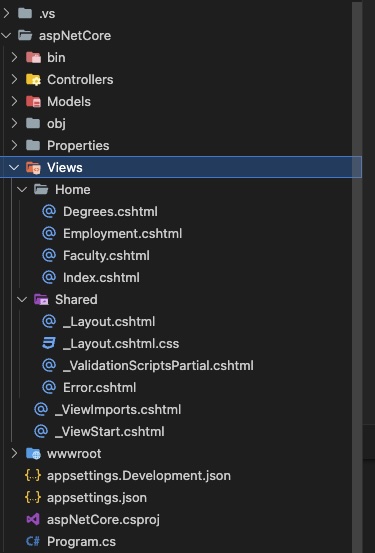 .vs
aspNetCore
bin
Controllers
Models
obj
Properties
Views
Home
Degrees.cshtml
Employment.cshtml
Faculty.cshtml
Index.cshtml
Shared
_Layout.cshtml
_Layout.cshtml.css
_ValidationScriptsPartial.cshtml
Error.cshtml
_ViewImports.cshtml
_ViewStart.cshtml
wwwroot
appsettings.Development.json
appsettings.json
aspNetCore.csproj
Program.cs